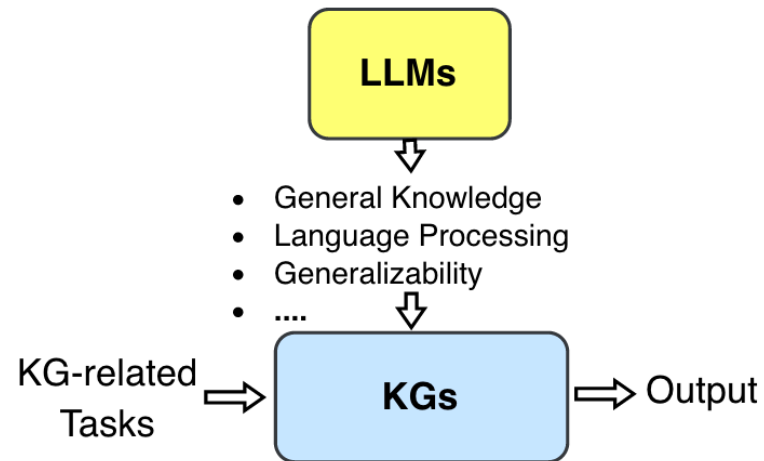 LLMs
• General Knowledge
• Language Processing
• Generalizability
• ....
KG-related
Tasks
KGs
Output